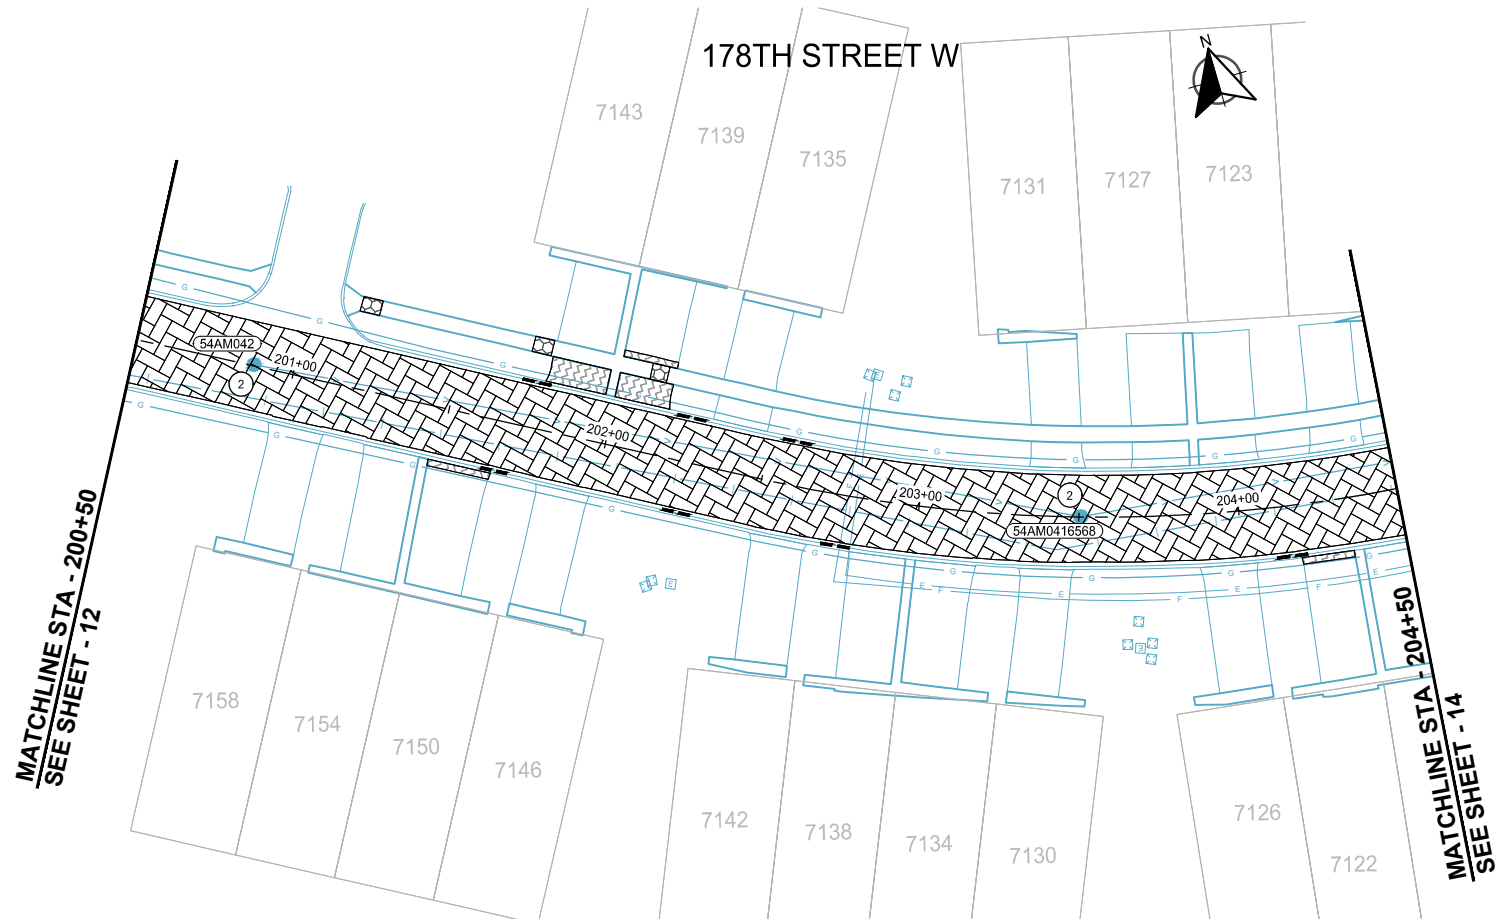 178TH STREET W
N
7143
7139
7135
7131
7127
7123
G
G
G
G
G
G
G
G
54AM042
2
201+00
202+00
203+00
2
54AM0416568
204+00
G
G
G
G
G
G
G
G
G
E
F
E
F
E
F
E
E
E
E
7158
7154
7150
7146
7142
7138
7134
7130
7126
7122
MATCHLINE STA - 200+50
SEE SHEET - 12
MATCHLINE STA - 204+50
SEE SHEET - 14